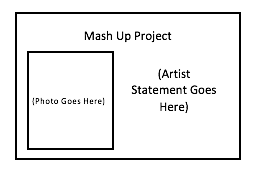 Mash Up Project
(Photo Goes Here)
(Artist
Statement Goes
Here)